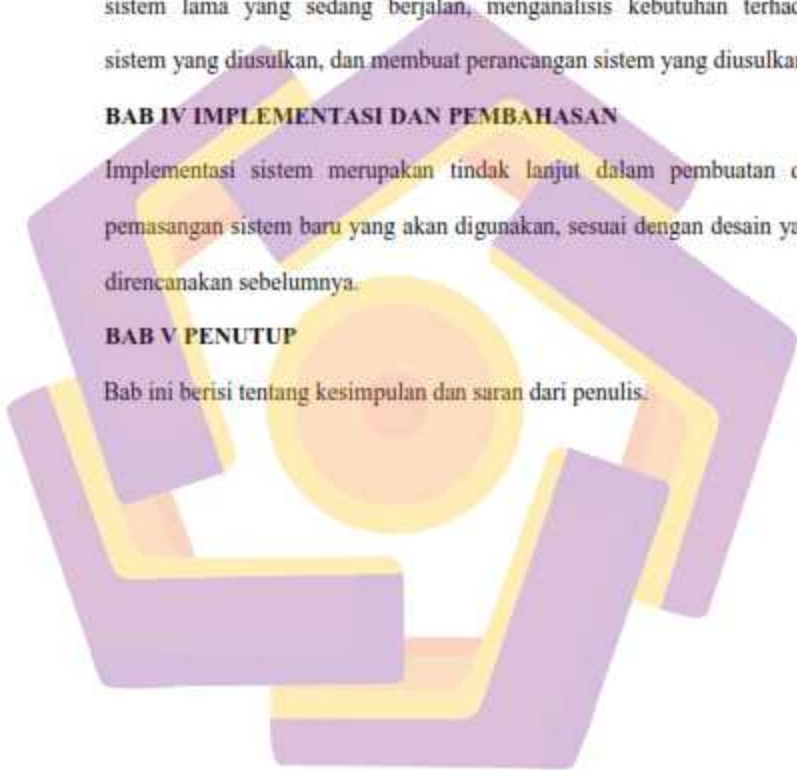 sistem lama yang sedang berjalan, menganalisis kebutuhan terhad
sistem yang diusulkan, dan membuat perancangan sistem yang diusulkan
BAB IV IMPLEMENTASI DAN PEMBAHASAN
Implementasi sistem merupakan tindak lanjut dalam pembuatan d
pemasangan sistem baru yang akan digunakan, sesuai dengan desain ya
direncanakan sebelumnya.
BAB V PENUTUP
Bab ini berisi tentang kesimpulan dan saran dari penulis.